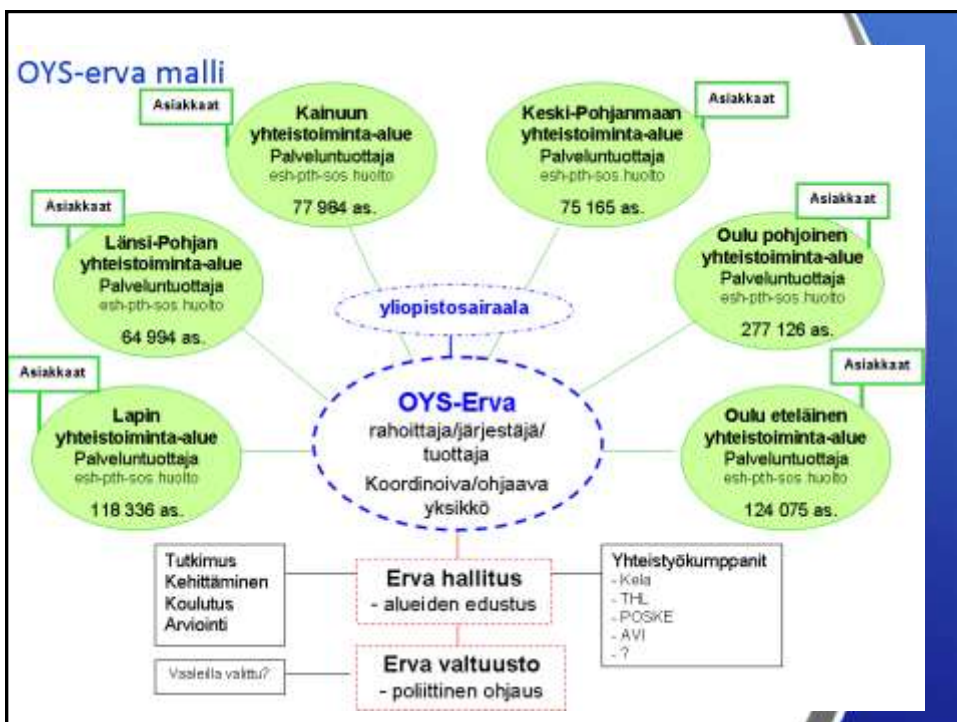 OYS-erva malli
Asiakkaat
Kainuun
yhteistoiminta-alue
Palveluntuottaja
esh-pth-sos.huolto
77 984 as.
Asiakkaat
Keski-Pohjanmaan
yhteistoiminta-alue
Palveluntuottaja
esh-pth-sos.huolto
75 165 as.
Asiakkaat
Länsi-Pohjan
yhteistoiminta-alue
Palveluntuottaja
esh-pth-sos.huolto
64 994 as.
Asiakkaat
Oulu pohjoinen
yhteistoiminta-alue
Palveluntuottaja
esh-pth-sos.huolto
277 126 as.
yliopistosairaala
Asiakkaat
Lapin
yhteistoiminta-alue
Palveluntuottaja
esh-pth-sos.huolto
118 336 as.
OYS-Erva
rahoittaja/järjestäjä/
tuottaja
Koordinoiva/ohjaava
yksikkö
Asiakkaat
Oulu eteläinen
yhteistoiminta-alue
Palveluntuottaja
esh-pth-sos.huolto
124 075 as.
Tutkimus
Kehittäminen
Koulutus
Arviointi
Erva hallitus
- alueiden edustus
Yhteistyökumppanit
- Kela
- THL
- POSKE
- AVI
- ?
Vaaleilla valittu?
Erva valtuusto
- poliittinen ohjaus